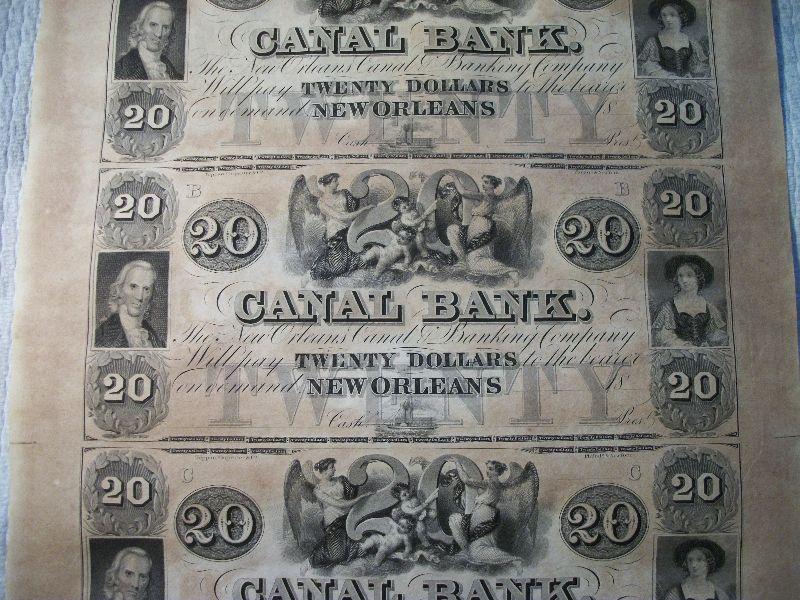 CANAL BANK.
The New Orleans Canal & Banking Company
Will pay TWENTY DOLLARS to the bearer
20 on demand NEW ORLEANS 18 20
TWENTY
Cash.r Pres.t
B B
20 20
20 20 20
CANAL BANK.
The New Orleans Canal & Banking Company
Will pay TWENTY DOLLARS to the bearer
20 on demand NEW ORLEANS 18 20
TWENTY
Cash.r Pres.t
C C
20 20
20 20 20
CANAL BANK.